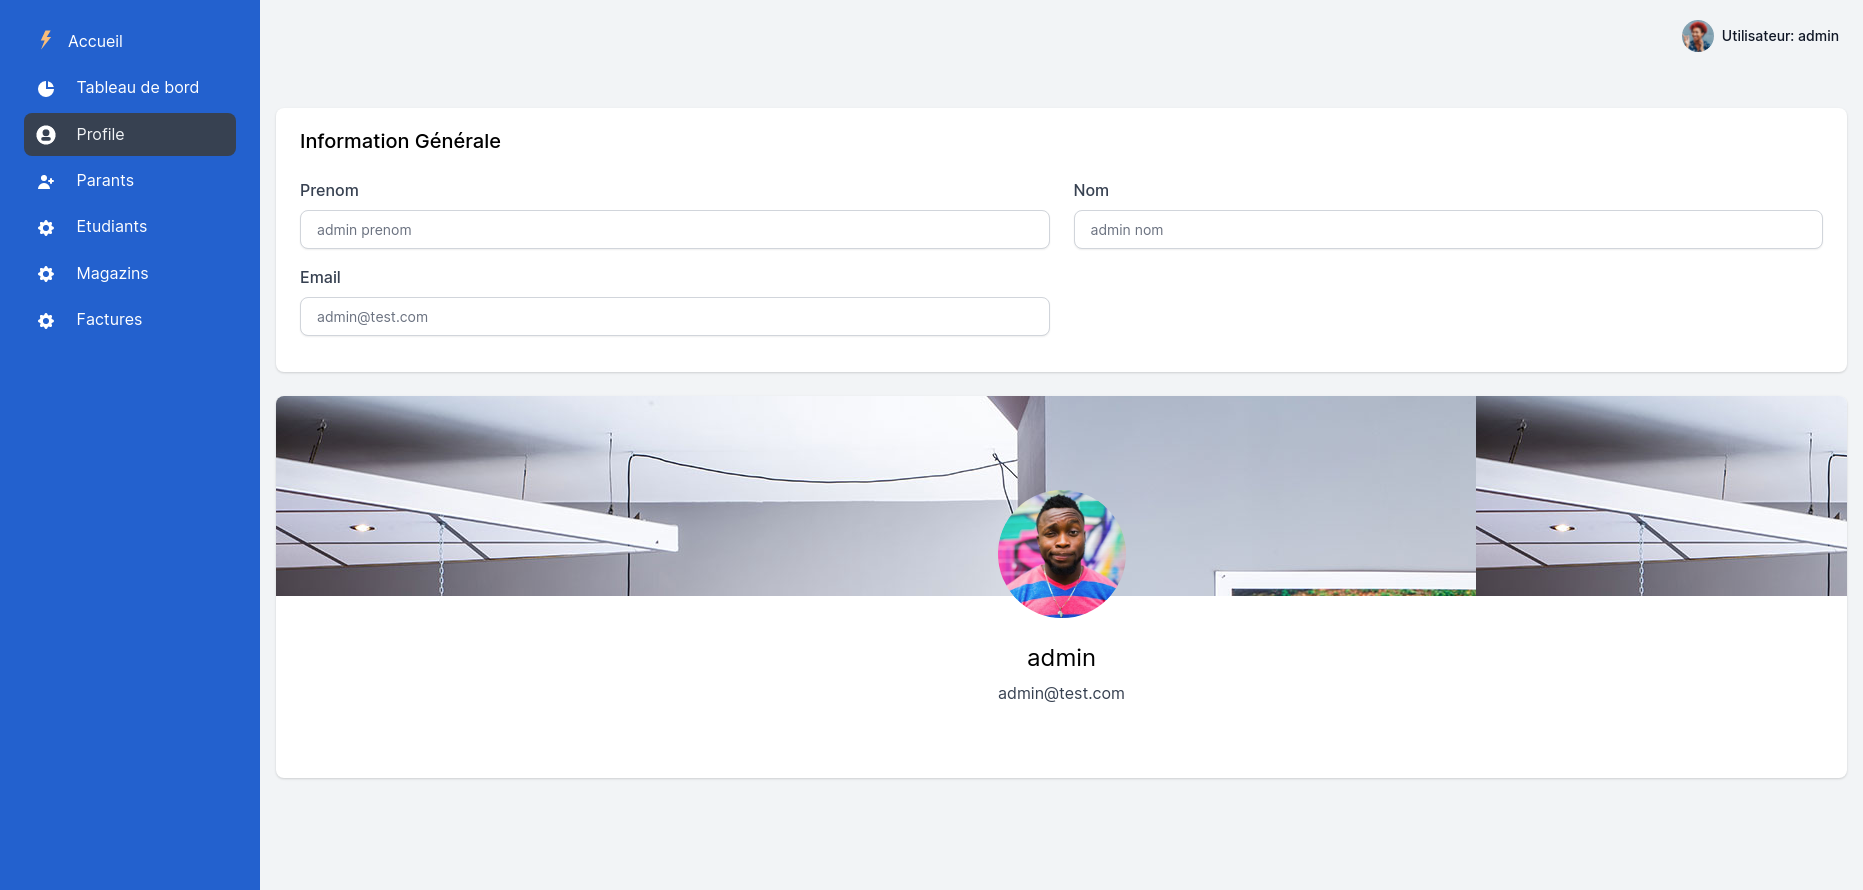 Accueil
Tableau de bord
Profile
Parants
Etudiants
Magazins
Factures
Utilisateur: admin
Information Générale
Prenom
Nom
admin prenom
admin nom
Email
admin@test.com
admin
admin@test.com